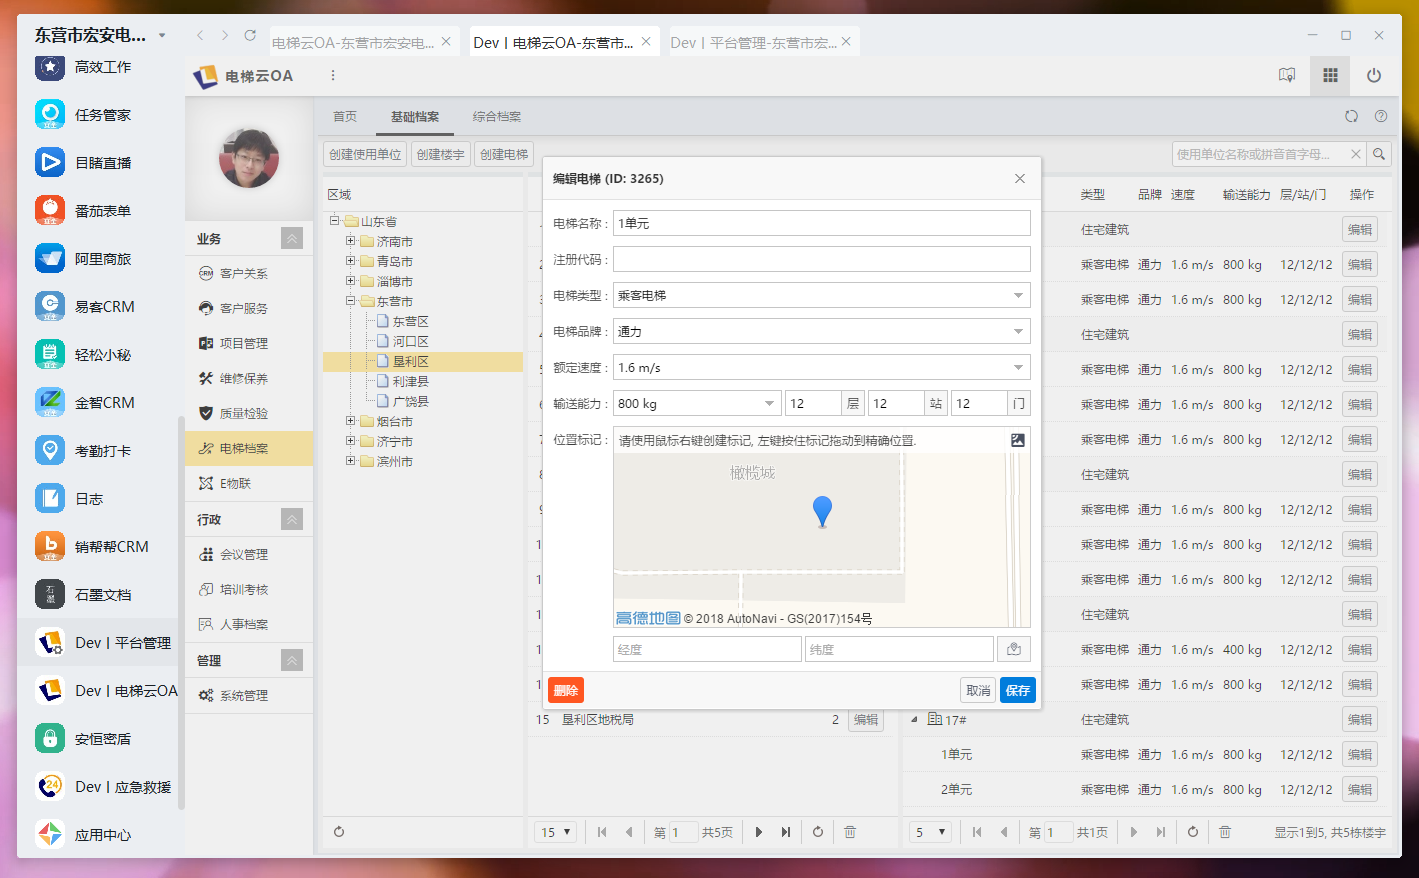 东营市宏安电...
电梯云OA-东营市宏安电...
Dev丨电梯云OA-东营市...
Dev丨平台管理-东营市宏...
高效工作
任务管家
目睹直播
番茄表单
阿里商旅
易客CRM
轻松小秘
金智CRM
考勤打卡
日志
销帮帮CRM
石墨文档
Dev丨平台管理
Dev丨电梯云OA
安恒密盾
Dev丨应急救援
应用中心
电梯云OA
业务
客户关系
客户服务
项目管理
维修保养
质量检验
电梯档案
E物联
行政
会议管理
培训考核
人事档案
管理
系统管理
首页 基础档案 综合档案
创建使用单位 创建楼宇 创建电梯
使用单位名称或拼音首字母...
区域
山东省
济南市
青岛市
淄博市
东营市
东营区
河口区
垦利区
利津县
广饶县
烟台市
济宁市
滨州市
编辑电梯 (ID: 3265)
电梯名称 : 1单元
注册代码 :
电梯类型 : 乘客电梯
电梯品牌 : 通力
额定速度 : 1.6 m/s
输送能力 : 800 kg 12 层 12 站 12 门
位置标记 : 请使用鼠标右键创建标记, 左键按住标记拖动到精确位置.
橄榄城
高德地图 © 2018 AutoNavi - GS(2017)154号
经度 纬度
删除 取消 保存
类型 品牌 速度 输送能力 层/站/门 操作
住宅建筑 编辑
乘客电梯 通力 1.6 m/s 800 kg 12/12/12 编辑
乘客电梯 通力 1.6 m/s 800 kg 12/12/12 编辑
住宅建筑 编辑
乘客电梯 通力 1.6 m/s 800 kg 12/12/12 编辑
乘客电梯 通力 1.6 m/s 800 kg 12/12/12 编辑
乘客电梯 通力 1.6 m/s 800 kg 12/12/12 编辑
住宅建筑 编辑
乘客电梯 通力 1.6 m/s 800 kg 12/12/12 编辑
乘客电梯 通力 1.6 m/s 800 kg 12/12/12 编辑
乘客电梯 通力 1.6 m/s 800 kg 12/12/12 编辑
住宅建筑 编辑
乘客电梯 通力 1.6 m/s 400 kg 12/12/12 编辑
乘客电梯 通力 1.6 m/s 800 kg 12/12/12 编辑
15 垦利区地税局 2 编辑
17# 住宅建筑 编辑
1单元 乘客电梯 通力 1.6 m/s 800 kg 12/12/12 编辑
2单元 乘客电梯 通力 1.6 m/s 800 kg 12/12/12 编辑
15 第 1 共5页
5 第 1 共1页 显示1到5, 共5栋楼宇